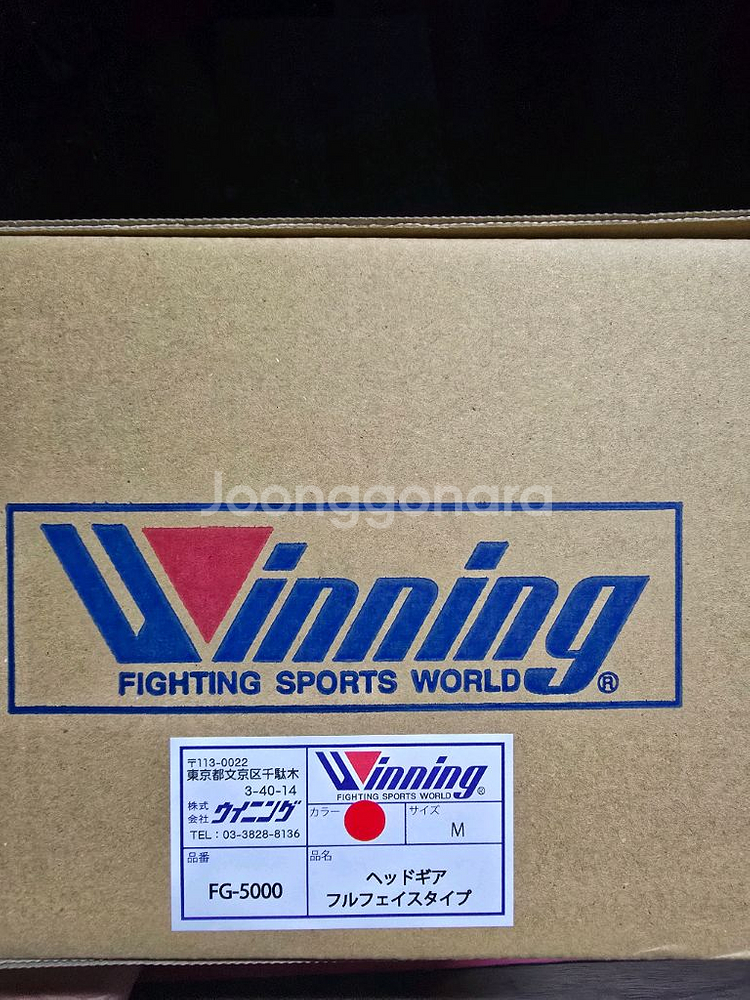 Joonggonara
Winning
FIGHTING SPORTS WORLD®
〒113-0022
東京都文京区千駄木
3-40-14
株式会社 ウイニング
TEL：03-3828-8136
Winning
FIGHTING SPORTS WORLD®
カラー
サイズ
M
品番
FG-5000
品名
ヘッドギア
フルフェイスタイプ